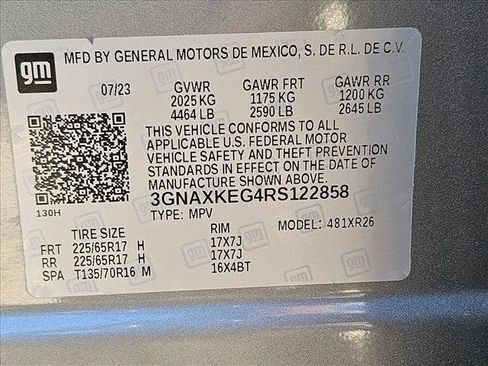 gm MFD BY GENERAL MOTORS DE MEXICO, S. DE R.L. DE C.V.
07/23 GVWR GAWR FRT GAWR RR
2025 KG 1175 KG 1200 KG
4464 LB 2590 LB 2645 LB
THIS VEHICLE CONFORMS TO ALL
APPLICABLE U.S. FEDERAL MOTOR
VEHICLE SAFETY AND THEFT PREVENTION
STANDARDS IN EFFECT ON THE DATE OF
MANUFACTURE SHOWN ABOVE.
130H 3GNAXKEG4RS122858
TYPE: MPV MODEL: 481XR26
TIRE SIZE RIM
FRT 225/65R17 H 17X7J
RR 225/65R17 H 17X7J
SPA T135/70R16 M 16X4BT